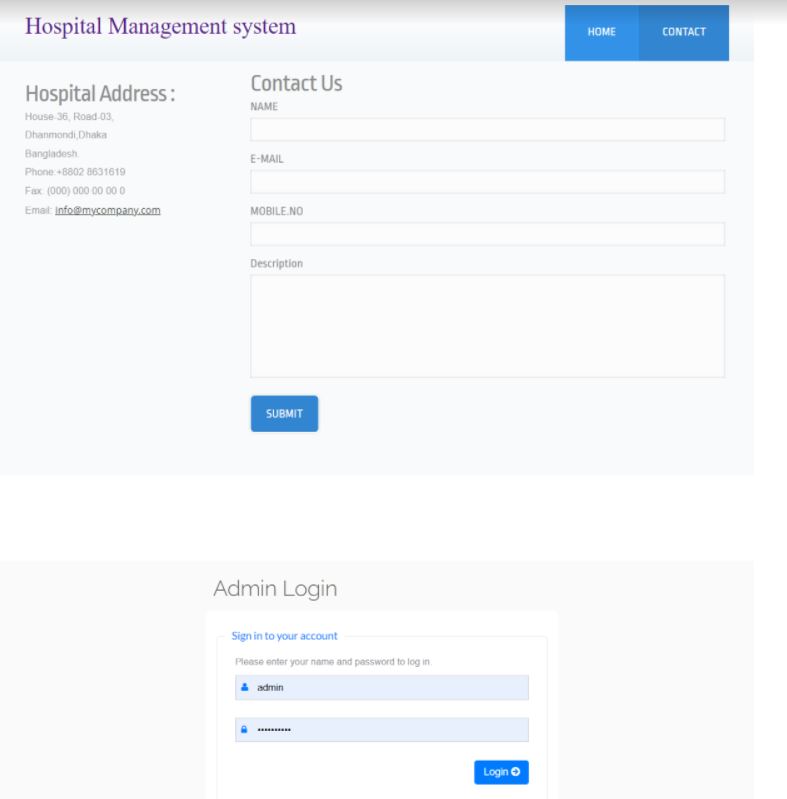 Hospital Management system
HOME
CONTACT
Hospital Address :
House-36, Road-03,
Dhanmondi,Dhaka
Bangladesh.
Phone:+8802 8631619
Fax: (000) 000 00 00 0
Email: info@mycompany.com
Contact Us
NAME
E-MAIL
MOBILE.NO
Description
SUBMIT
Admin Login
Sign in to your account
Please enter your name and password to log in.
admin
••••••••••
Login